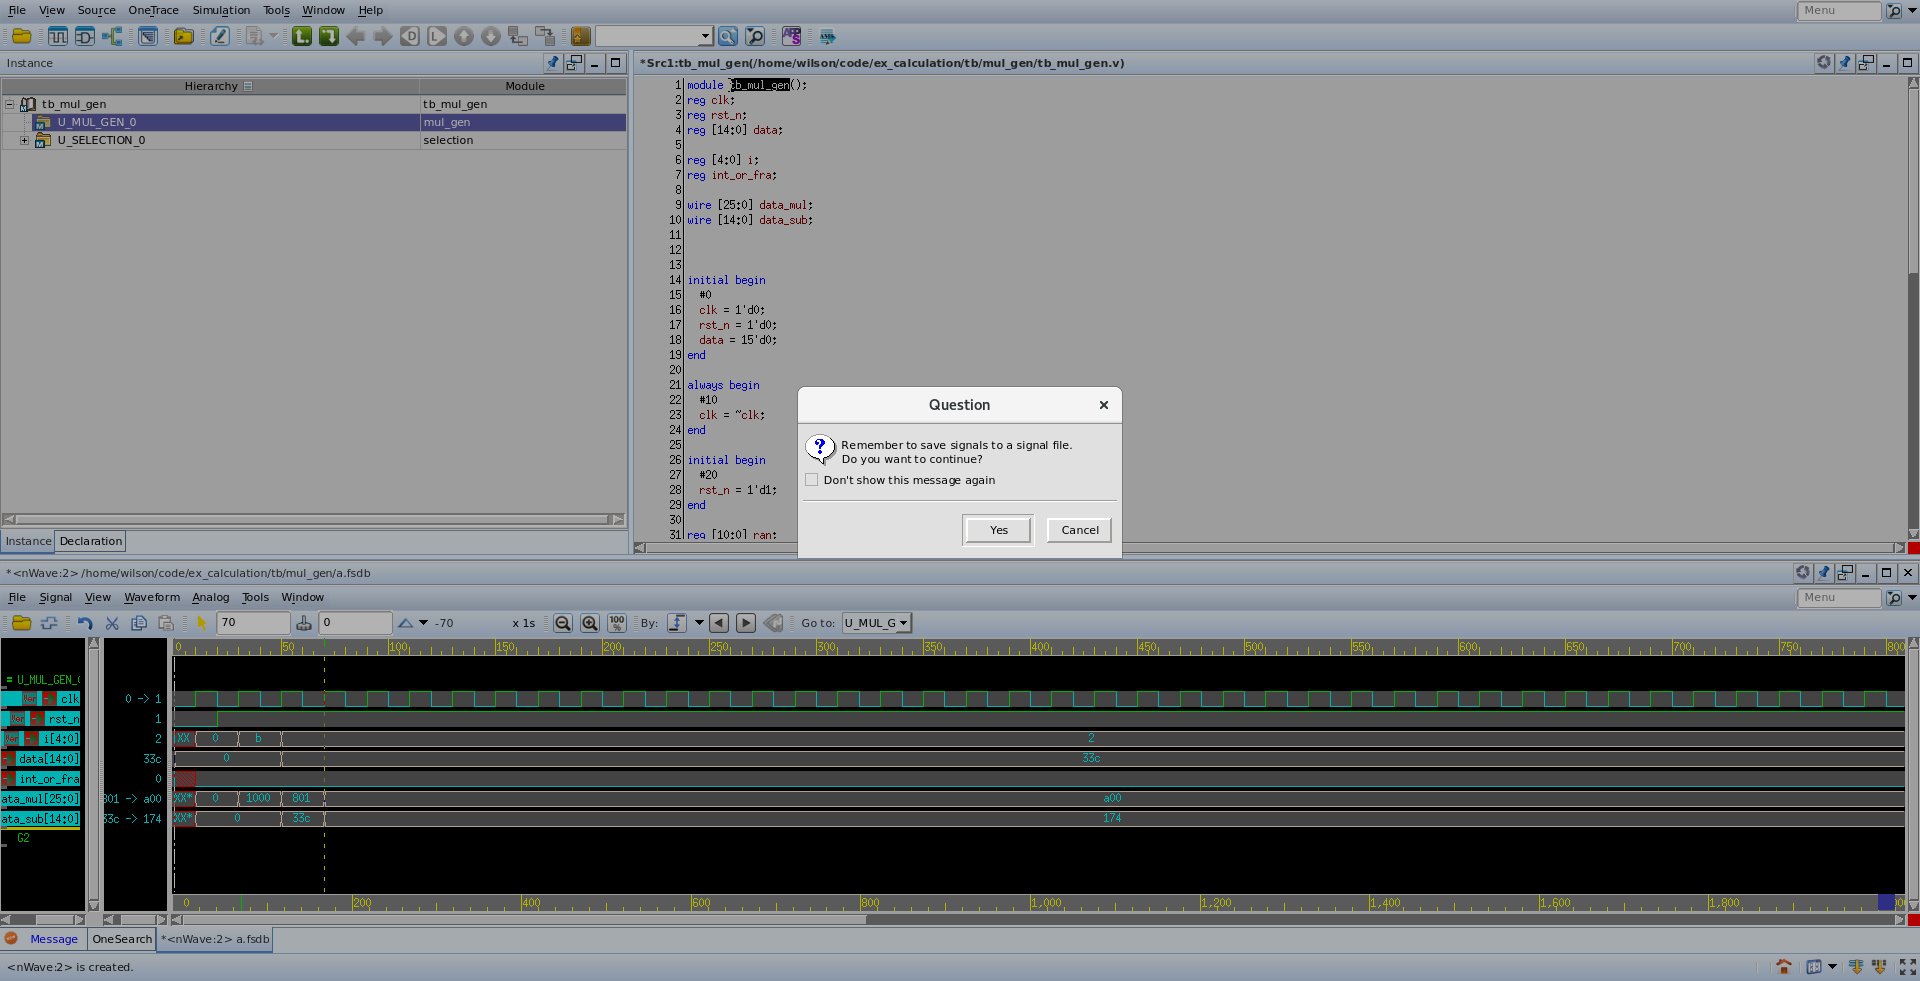 File View Source OneTrace Simulation Tools Window Help Menu
Instance
*Src1:tb_mul_gen(/home/wilson/code/ex_calculation/tb/mul_gen/tb_mul_gen.v)
Hierarchy Module
tb_mul_gen tb_mul_gen
U_MUL_GEN_0 mul_gen
U_SELECTION_0 selection
1 module tb_mul_gen();
2 reg clk;
3 reg rst_n;
4 reg [14:0] data;
5
6 reg [4:0] i;
7 reg int_or_fra;
8
9 wire [25:0] data_mul;
10 wire [14:0] data_sub;
11
12
13
14 initial begin
15 #0
16 clk = 1'd0;
17 rst_n = 1'd0;
18 data = 15'd0;
19 end
20
21 always begin
22 #10
23 clk = ~clk;
24 end
25
26 initial begin
27 #20
28 rst_n = 1'd1;
29 end
30
31 reg [10:0] ran;
Question
Remember to save signals to a signal file.
Do you want to continue?
Don't show this message again
Yes Cancel
Instance Declaration
*<nWave:2> /home/wilson/code/ex_calculation/tb/mul_gen/a.fsdb
File Signal View Waveform Analog Tools Window Menu
70 0 -70 x 1s 100 % By: Go to: U_MUL_G
0 50 100 150 200 250 300 350 400 450 500 550 600 650 700 750 800
= U_MUL_GEN_(
clk 0 -> 1
rst_n 1
i[4:0] 2 XX 0 b 2
data[14:0] 33c 0 33c
int_or_fra 0
ata_mul[25:0] 801 -> a00 XX* 0 1000 801 a00
ata_sub[14:0] 33c -> 174 XX* 0 33c 174
G2
0 200 400 600 800 1,000 1,200 1,400 1,600 1,800
Message OneSearch *<nWave:2> a.fsdb
<nWave:2> is created.